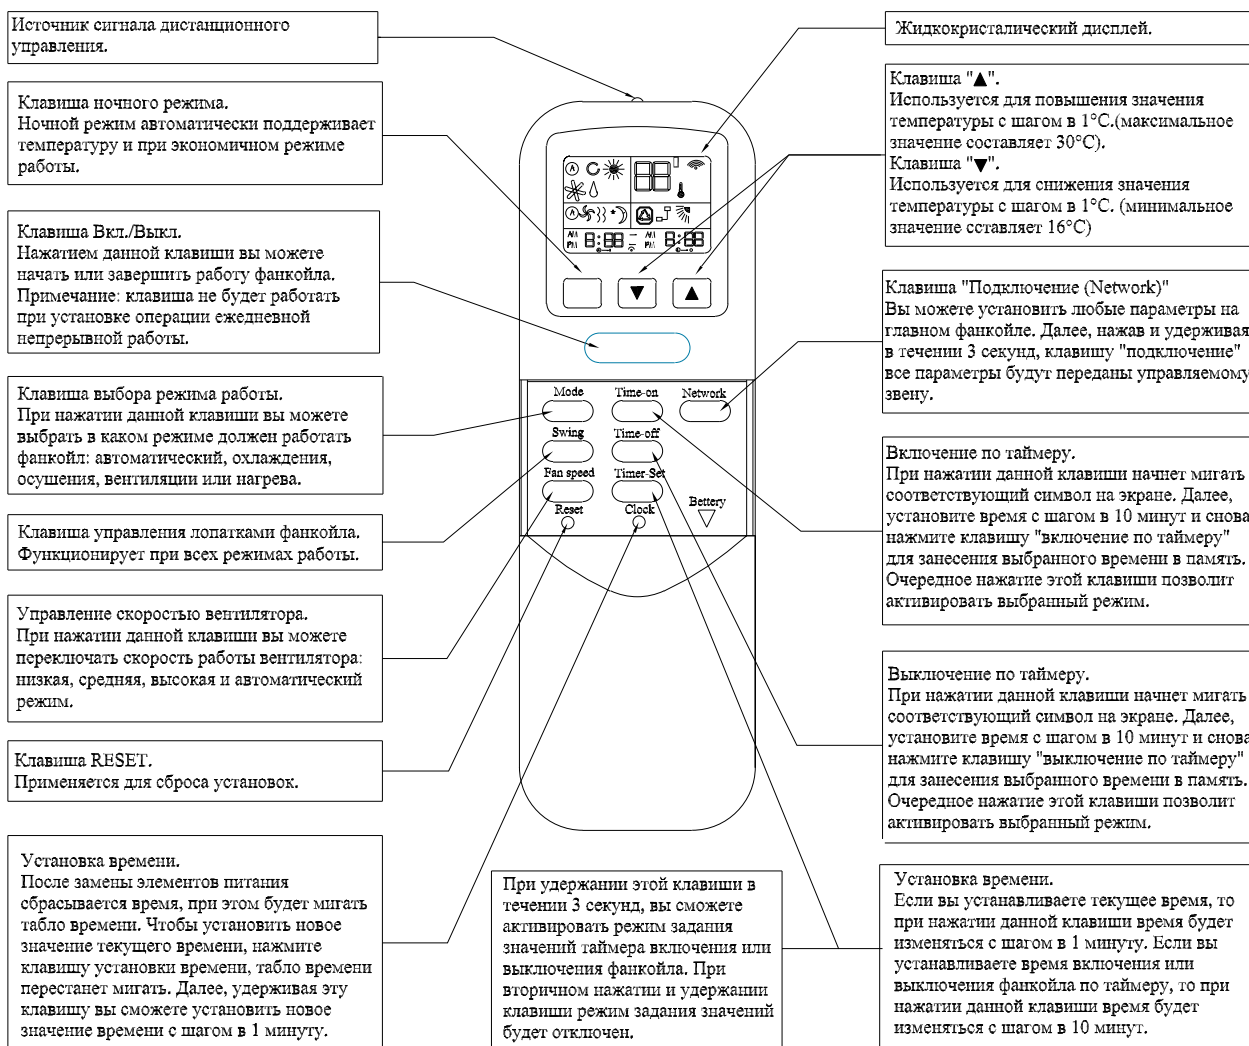 Источник сигнала дистанционного
управления.
Клавиша ночного режима.
Ночной режим автоматически поддерживает
температуру и при экономичном режиме
работы.
Клавиша Вкл./Выкл.
Нажатием данной клавиши вы можете
начать или завершить работу фанкойла.
Примечание: клавиша не будет работать
при установке операции ежедневной
непрерывной работы.
Клавиша выбора режима работы.
При нажатии данной клавиши вы можете
выбрать в каком режиме должен работать
фанкойл: автоматический, охлаждения,
осушения, вентиляции или нагрева.
Клавиша управления лопатками фанкойла.
Функционирует при всех режимах работы.
Управление скоростью вентилятора.
При нажатии данной клавиши вы можете
переключать скорость работы вентилятора:
низкая, средняя, высокая и автоматический
режим.
Клавиша RESET.
Применяется для сброса установок.
Установка времени.
После замены элементов питания
сбрасывается время, при этом будет мигать
табло времени. Чтобы установить новое
значение текущего времени, нажмите
клавишу установки времени, табло времени
перестанет мигать. Далее, удерживая эту
клавишу вы сможете установить новое
значение времени с шагом в 1 минуту.
A
88
A
AM 8:88 – AM 8:88
PM PM
▼ ▲
Mode Time-on Network
Swing Time-off
Fan speed Timer-Set
Reset Clock Bettery
При удержании этой клавиши в
течении 3 секунд, вы сможете
активировать режим задания
значений таймера включения или
выключения фанкойла. При
вторичном нажатии и удержании
клавиши режим задания значений
будет отключен.
Жидкокристалический дисплей.
Клавиша "▲".
Используется для повышения значения
температуры с шагом в 1°С.(максимальное
значение составляет 30°С).
Клавиша "▼".
Используется для снижения значения
температуры с шагом в 1°С. (минимальное
значение сставляет 16°С)
Клавиша "Подключение (Network)"
Вы можете установить любые параметры на
главном фанкойле. Далее, нажав и удерживая
в течении 3 секунд, клавишу "подключение"
все параметры будут переданы управляемому
звену.
Включение по таймеру.
При нажатии данной клавиши начнет мигать
соответствующий символ на экране. Далее,
установите время с шагом в 10 минут и снова
нажмите клавишу "включение по таймеру"
для занесения выбранного времени в память.
Очередное нажатие этой клавиши позволит
активировать выбранный режим.
Выключение по таймеру.
При нажатии данной клавиши начнет мигать
соответствующий символ на экране. Далее,
установите время с шагом в 10 минут и снова
нажмите клавишу "выключение по таймеру"
для занесения выбранного времени в память.
Очередное нажатие этой клавиши позволит
активировать выбранный режим.
Установка времени.
Если вы устанавливаете текущее время, то
при нажатии данной клавиши время будет
изменяться с шагом в 1 минуту. Если вы
устанавливаете время включения или
выключения фанкойла по таймеру, то при
нажатии данной клавиши время будет
изменяться с шагом в 10 минут.